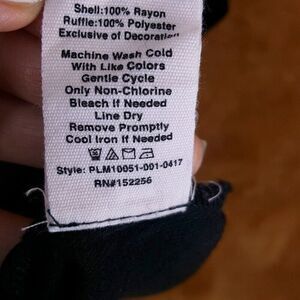 Shell:100% Rayon
Ruffle:100% Polyester
Exclusive of Decoration
Machine Wash Cold
With Like Colors
Gentle Cycle
Only Non-Chlorine
Bleach If Needed
Line Dry
Remove Promptly
Cool Iron if Needed
Style: PLM10051-001-0417
RN#152256